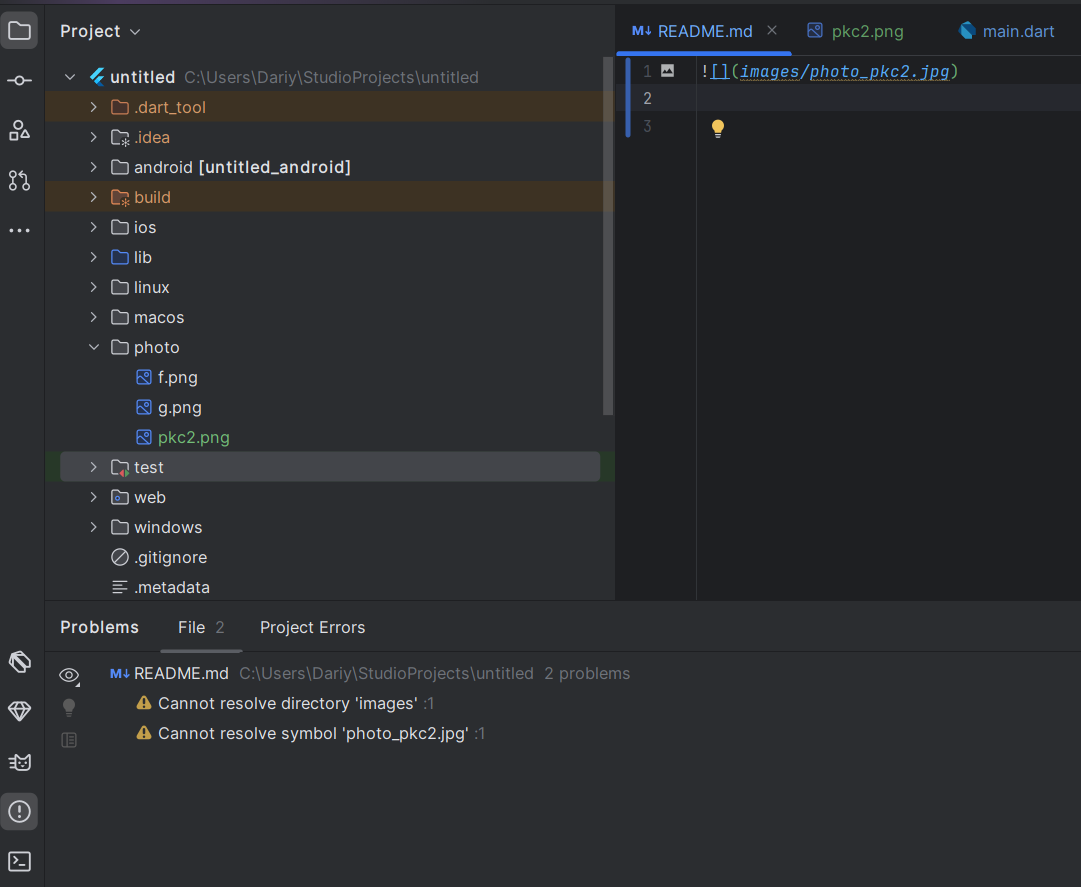 Project
README.md
pkc2.png
main.dart
untitled C:\Users\Dariy\StudioProjects\untitled
.dart_tool
.idea
android [untitled_android]
build
ios
lib
linux
macos
photo
f.png
g.png
pkc2.png
test
web
windows
.gitignore
.metadata
1 ![](images/photo_pkc2.jpg)
2
3
Problems File 2 Project Errors
M↓ README.md C:\Users\Dariy\StudioProjects\untitled 2 problems
Cannot resolve directory 'images' :1
Cannot resolve symbol 'photo_pkc2.jpg' :1